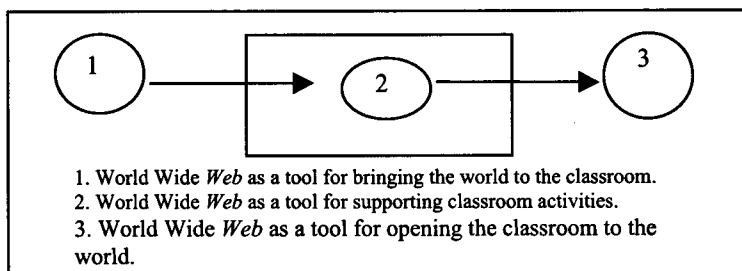 1
2
3
1. World Wide Web as a tool for bringing the world to the classroom.
2. World Wide Web as a tool for supporting classroom activities.
3. World Wide Web as a tool for opening the classroom to the
world.